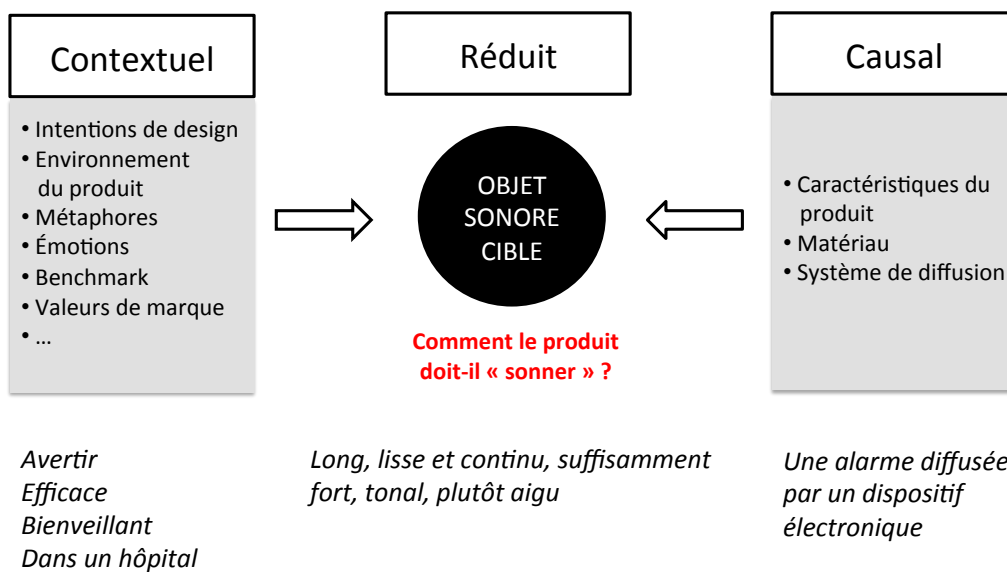 Contextuel
• Intentions de design
• Environnement
du produit
• Métaphores
• Émotions
• Benchmark
• Valeurs de marque
• ...
Réduit
OBJET
SONORE
CIBLE
Comment le produit
doit-il « sonner » ?
Causal
• Caractéristiques du
produit
• Matériau
• Système de diffusion
Avertir
Efficace
Bienveillant
Dans un hôpital
Long, lisse et continu, suffisamment
fort, tonal, plutôt aigu
Une alarme diffusée
par un dispositif
électronique